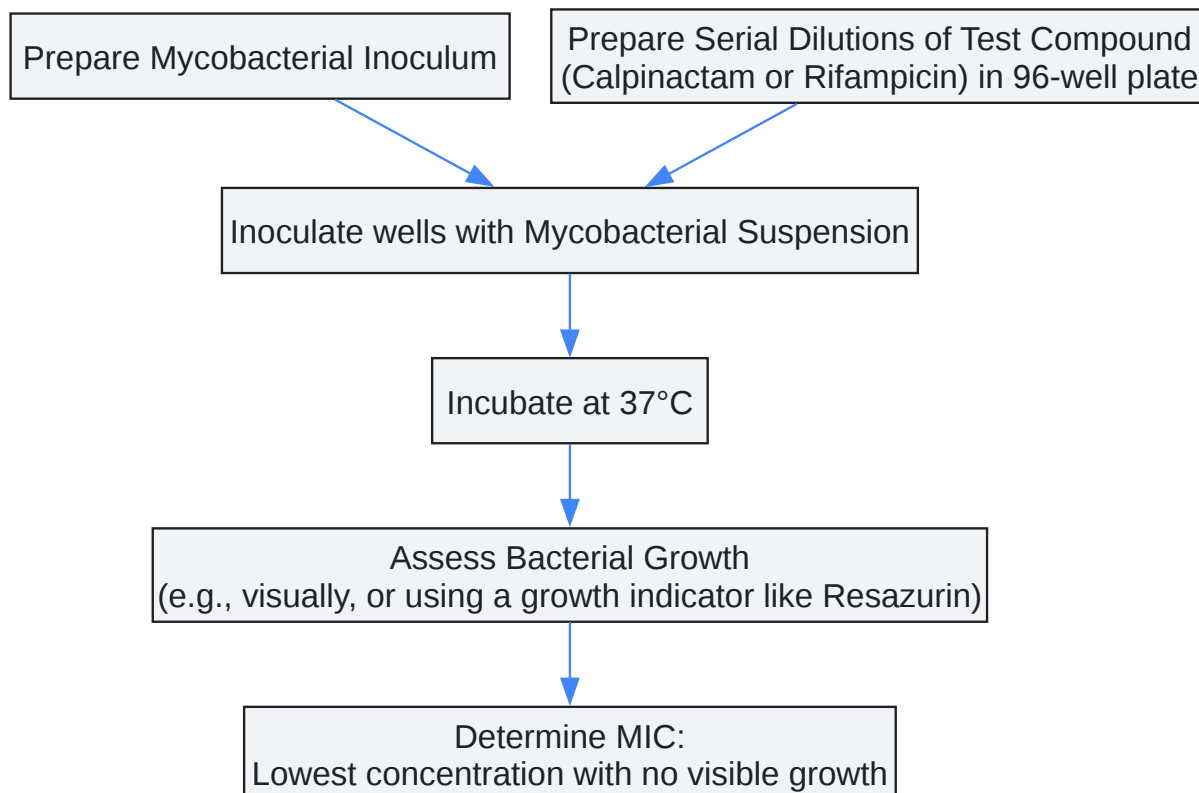 Prepare Mycobacterial Inoculum
Prepare Serial Dilutions of Test Compound
(Calpinactam or Rifampicin) in 96-well plate
Inoculate wells with Mycobacterial Suspension
Incubate at 37°C
Assess Bacterial Growth
(e.g., visually, or using a growth indicator like Resazurin)
Determine MIC:
Lowest concentration with no visible growth